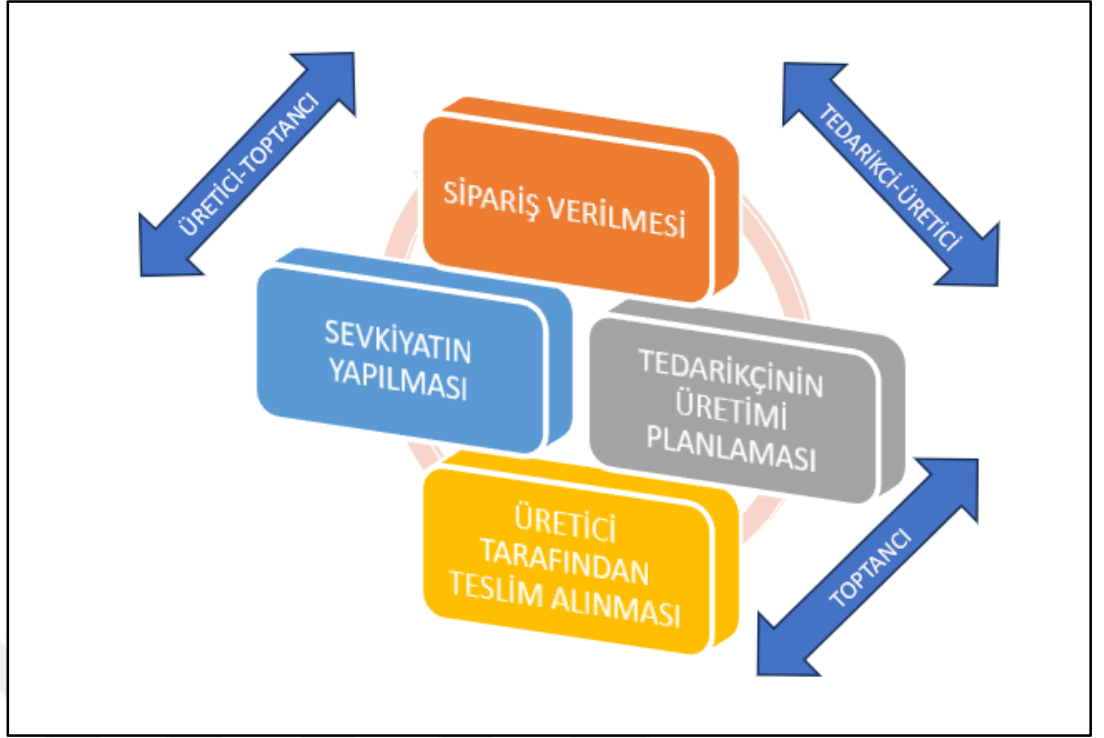 ÜRETİCİ-TOPTANCI
TEDARİKCİ-ÜRETİCİ
SİPARİŞ VERİLMESİ
SEVKİYATIN
YAPILMASI
TEDARİKÇİNİN
ÜRETİMİ
PLANLAMASI
ÜRETİCİ
TARAFINDAN
TESLİM ALINMASI
TOPTANCI